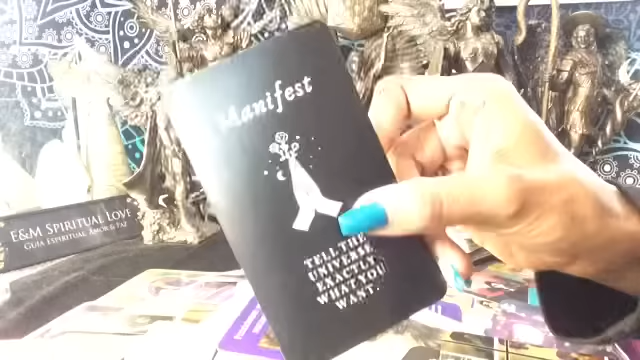 Manifest
TELL THE
UNIVERSE
EXACTLY
WHAT YOU
WANT.
E&M SPIRITUAL LOVE
GUIA ESPIRITUAL, AMOR & PAZ